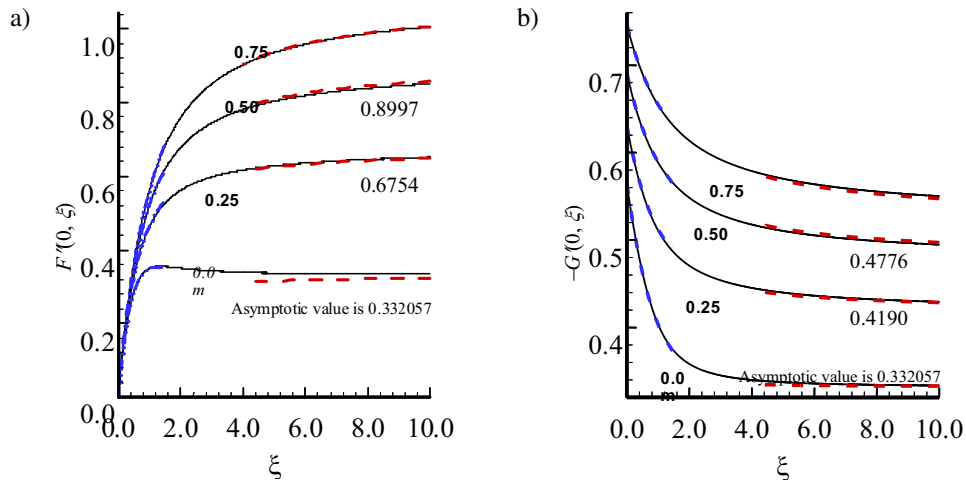 a)
1.0
0.8
0.6
0.4
0.2
0.0
F''(0, ξ)
0.75
0.50
0.8997
0.6754
0.25
0.0
m
Asymptotic value is 0.332057
0.0 2.0 4.0 6.0 8.0 10.0
ξ
b)
0.7
0.6
0.5
0.4
–G'(0, ξ)
0.75
0.50
0.4776
0.25
0.4190
Asymptotic value is 0.332057
0.0
m
0.0 2.0 4.0 6.0 8.0 10.0
ξ